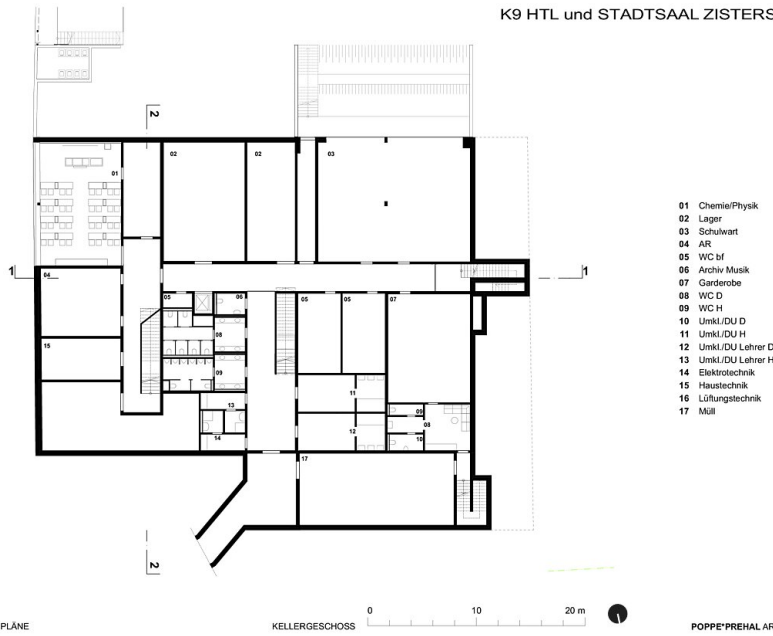 K9 HTL und STADTSAAL ZISTERS
2
01
02
02
03
01 Chemie/Physik
02 Lager
03 Schulwart
04 AR
05 WC bf
06 Archiv Musik
07 Garderobe
08 WC D
09 WC H
10 Umkl./DU D
11 Umkl./DU H
12 Umkl./DU Lehrer D
13 Umkl./DU Lehrer H
14 Elektrotechnik
15 Haustechnik
16 Lüftungstechnik
17 Müll
1
1
04
05
06
05
05
07
08
15
09
11
13
09
08
14
12
10
17
2
PLÄNE
KELLERGESCHOSS
0 10 20 m
POPPE*PREHAL AR